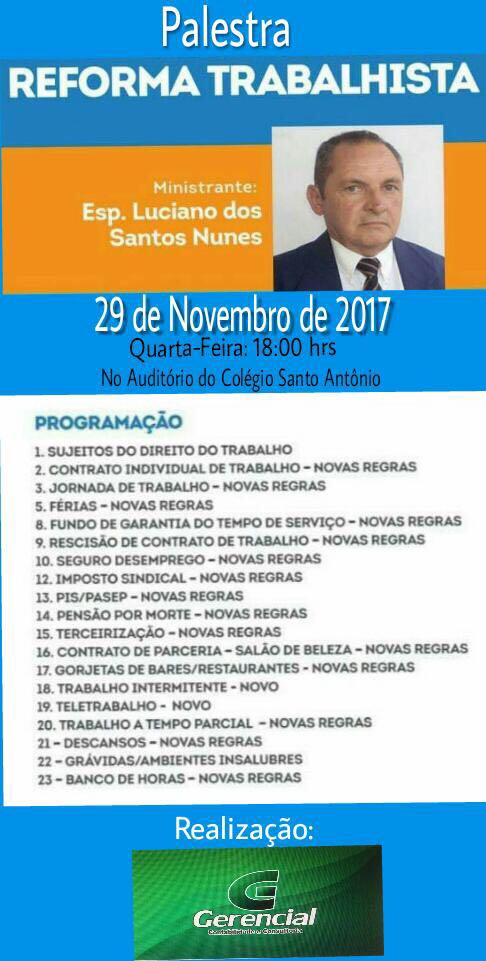 Palestra
REFORMA TRABALHISTA
Ministrante:
Esp. Luciano dos
Santos Nunes
29 de Novembro de 2017
Quarta-Feira: 18:00 hrs
No Auditório do Colégio Santo Antônio
PROGRAMAÇÃO
1. SUJEITOS DO DIREITO DO TRABALHO
2. CONTRATO INDIVIDUAL DE TRABALHO – NOVAS REGRAS
3. JORNADA DE TRABALHO – NOVAS REGRAS
5. FÉRIAS – NOVAS REGRAS
8. FUNDO DE GARANTIA DO TEMPO DE SERVIÇO – NOVAS REGRAS
9. RESCISÃO DE CONTRATO DE TRABALHO – NOVAS REGRAS
10. SEGURO DESEMPREGO – NOVAS REGRAS
12. IMPOSTO SINDICAL – NOVAS REGRAS
13. PIS/PASEP – NOVAS REGRAS
14. PENSÃO POR MORTE – NOVAS REGRAS
15. TERCEIRIZAÇÃO – NOVAS REGRAS
16. CONTRATO DE PARCERIA – SALÃO DE BELEZA – NOVAS REGRAS
17. GORJETAS DE BARES/RESTAURANTES - NOVAS REGRAS
18. TRABALHO INTERMITENTE - NOVO
19. TELETRABALHO - NOVO
20. TRABALHO A TEMPO PARCIAL – NOVAS REGRAS
21 – DESCANSOS – NOVAS REGRAS
22 – GRÁVIDAS/AMBIENTES INSALUBRES
23 – BANCO DE HORAS – NOVAS REGRAS
Realização:
Gerencial
Contabilidade e Consultoria